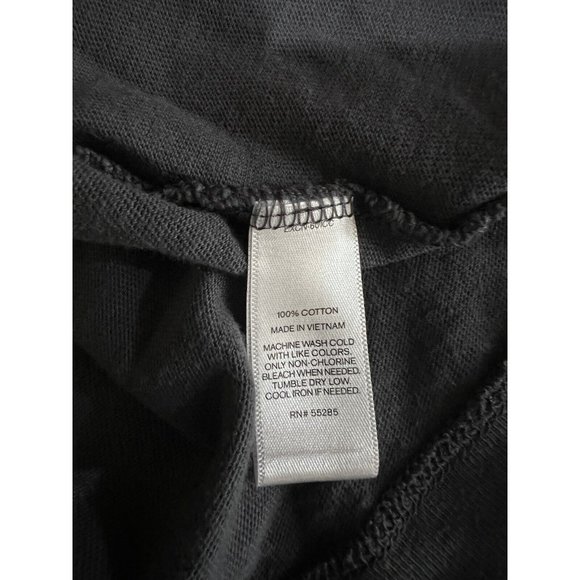 100% COTTON
MADE IN VIETNAM
MACHINE WASH COLD
WITH LIKE COLORS.
ONLY NON-CHLORINE
BLEACH WHEN NEEDED.
TUMBLE DRY LOW.
COOL IRON IF NEEDED.
RN# 55285